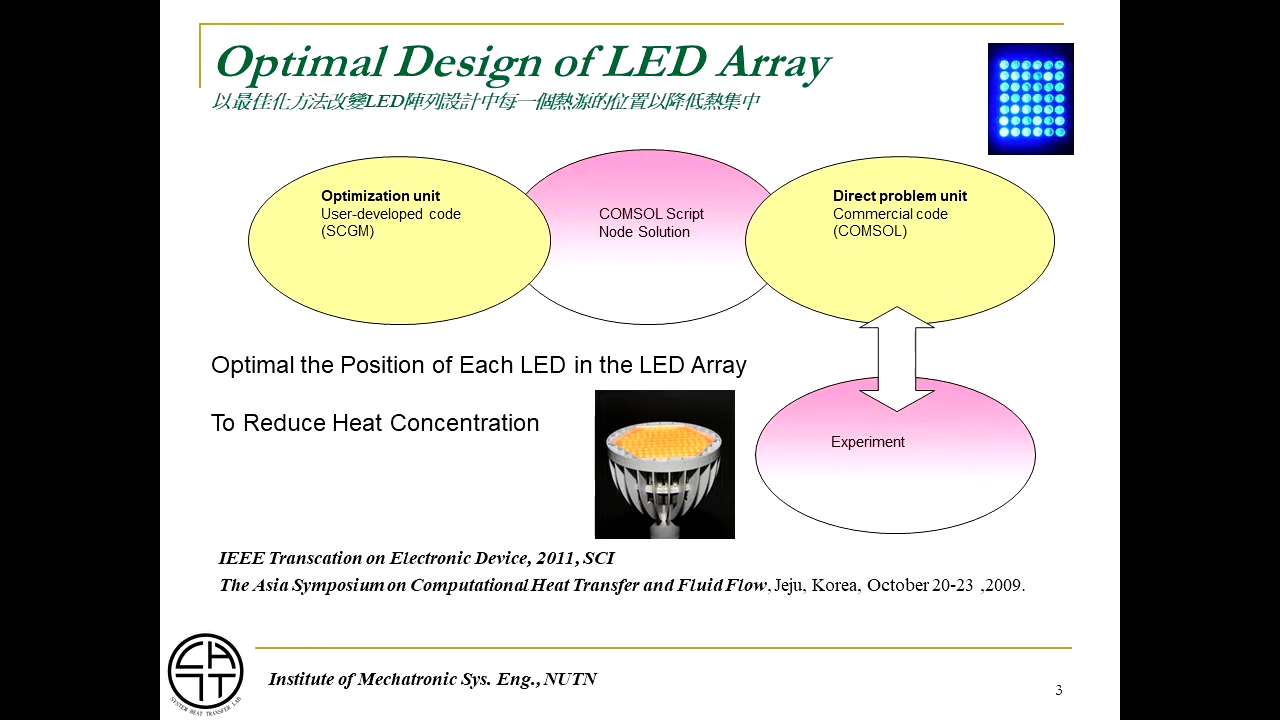 Optimal Design of LED Array
以最佳化方法改變LED陣列設計中每一個熱源的位置以降低熱集中
Optimization unit
User-developed code
(SCGM)
COMSOL Script
Node Solution
Direct problem unit
Commercial code
(COMSOL)
Optimal the Position of Each LED in the LED Array
To Reduce Heat Concentration
Experiment
IEEE Transcation on Electronic Device, 2011, SCI
The Asia Symposium on Computational Heat Transfer and Fluid Flow, Jeju, Korea, October 20-23 ,2009.
SYSTEM HEAT TRANSFER LAB
Institute of Mechatronic Sys. Eng., NUTN
3